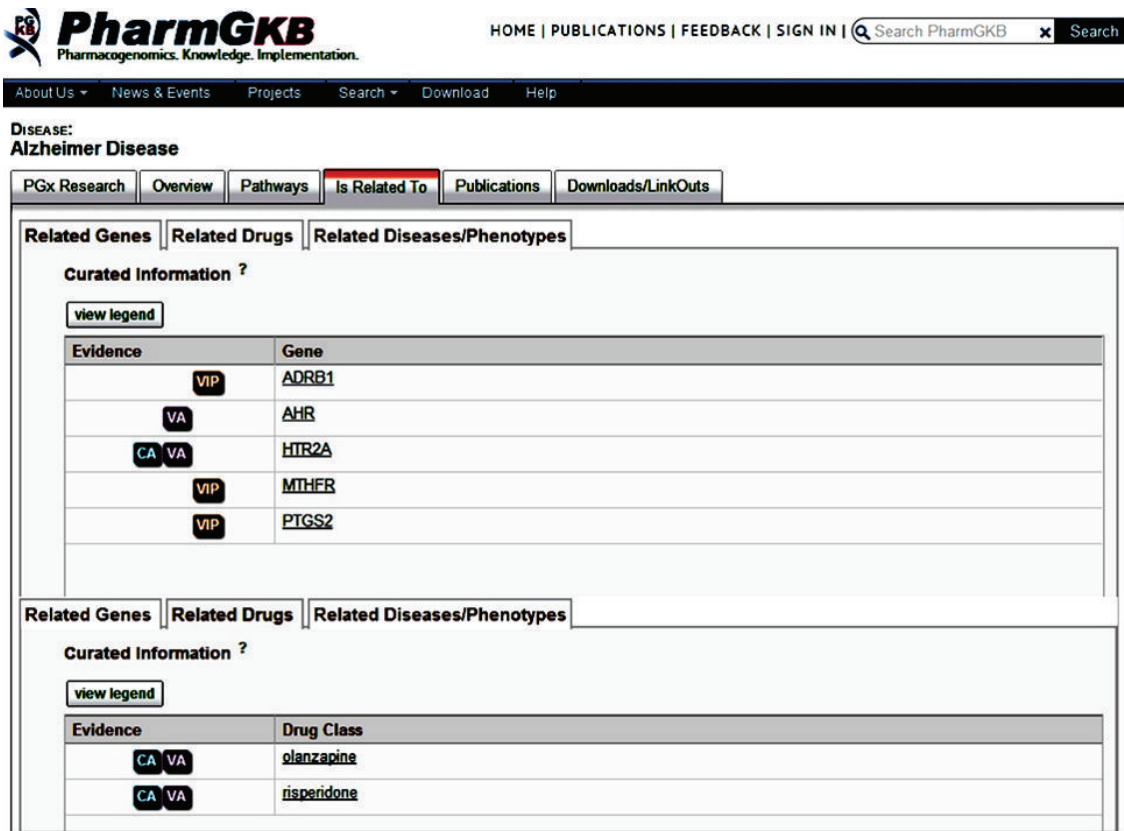 PG
KB
PharmGKB
Pharmacogenomics. Knowledge. Implementation.
HOME | PUBLICATIONS | FEEDBACK | SIGN IN | Search PharmGKB x Search
About Us News & Events Projects Search Download Help
DISEASE:
Alzheimer Disease
PGx Research Overview Pathways Is Related To Publications Downloads/LinkOuts
Related Genes Related Drugs Related Diseases/Phenotypes
Curated Information ?
view legend
Evidence Gene
VIP ADRB1
VA AHR
CA VA HTR2A
VIP MTHFR
VIP PTGS2
Related Genes Related Drugs Related Diseases/Phenotypes
Curated Information ?
view legend
Evidence Drug Class
CA VA olanzapine
CA VA risperidone